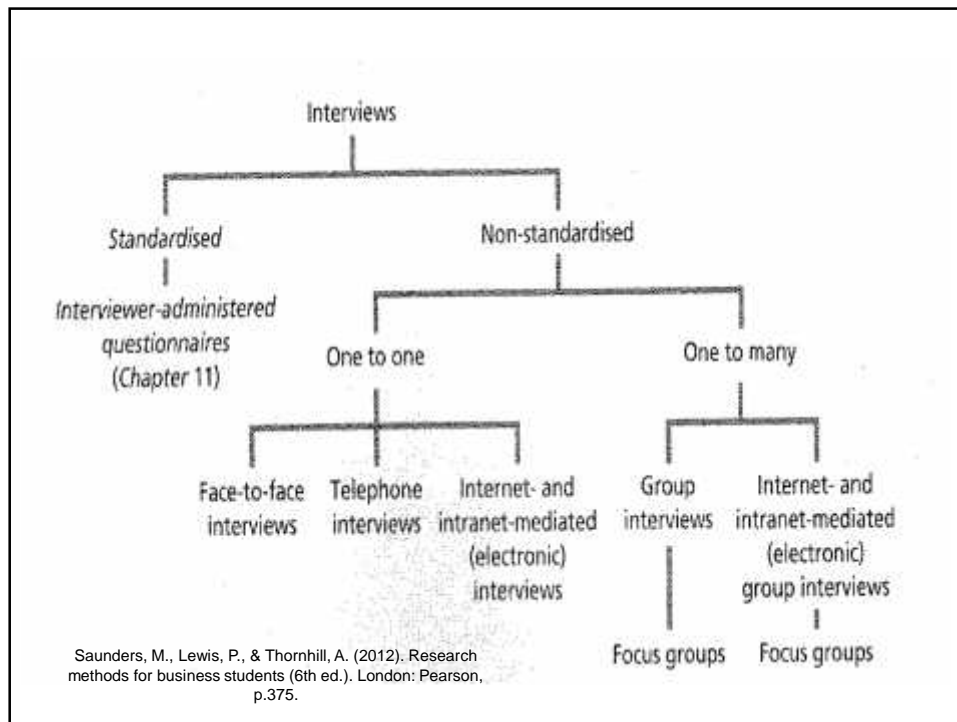 Interviews
Standardised
Non-standardised
Interviewer-administered
questionnaires
(Chapter 11)
One to one
One to many
Face-to-face
interviews
Telephone
interviews
Internet- and
intranet-mediated
(electronic)
interviews
Group
interviews
Internet- and
intranet-mediated
(electronic)
group interviews
Focus groups
Focus groups
Saunders, M., Lewis, P., & Thornhill, A. (2012). Research
methods for business students (6th ed.). London: Pearson,
p.375.